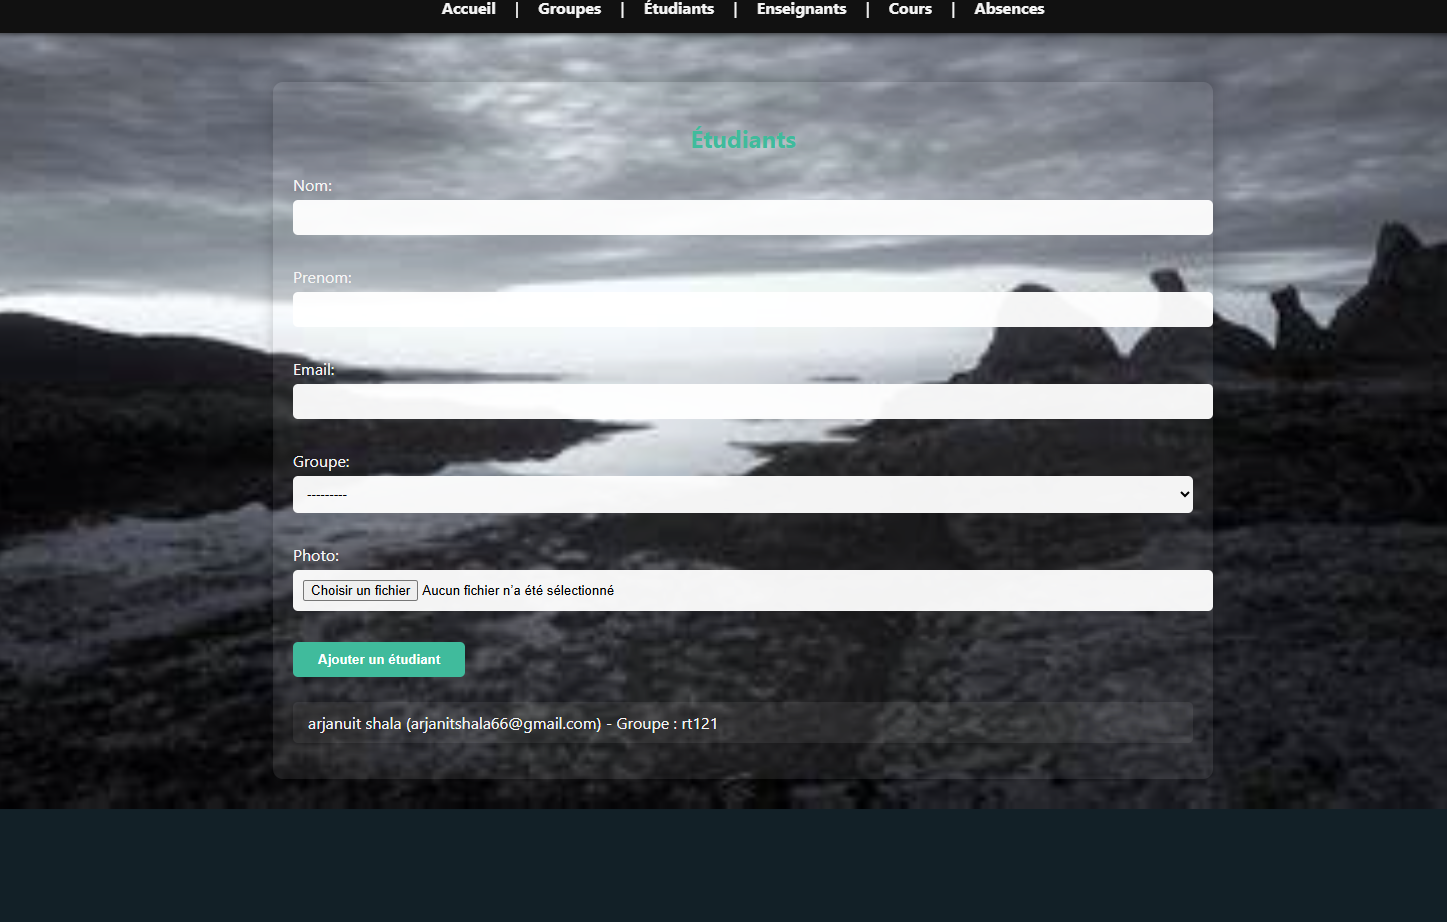 Accueil | Groupes | Étudiants | Enseignants | Cours | Absences
Étudiants
Nom:
Prenom:
Email:
Groupe:
---------
Photo:
Choisir un fichier Aucun fichier n'a été sélectionné
Ajouter un étudiant
arjanuit shala (arjanitshala66@gmail.com) - Groupe : rt121